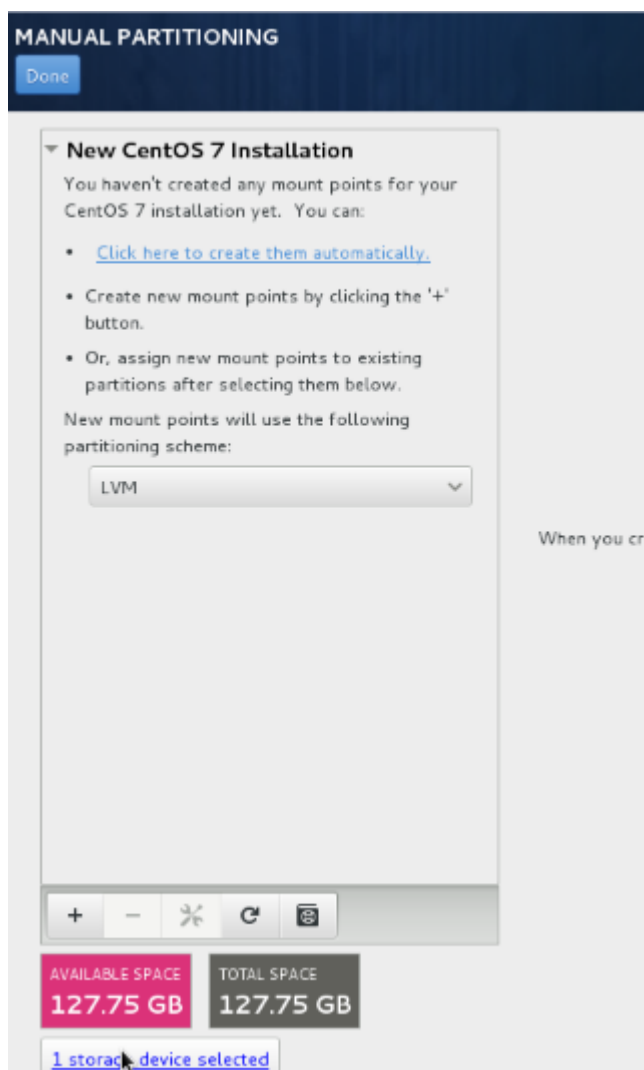 MANUAL PARTITIONING
Done
New CentOS 7 Installation
You haven't created any mount points for your
CentOS 7 installation yet. You can:
• Click here to create them automatically.
• Create new mount points by clicking the '+'
button.
• Or, assign new mount points to existing
partitions after selecting them below.
New mount points will use the following
partitioning scheme:
LVM
When you cr
AVAILABLE SPACE
127.75 GB
TOTAL SPACE
127.75 GB
1 storage device selected